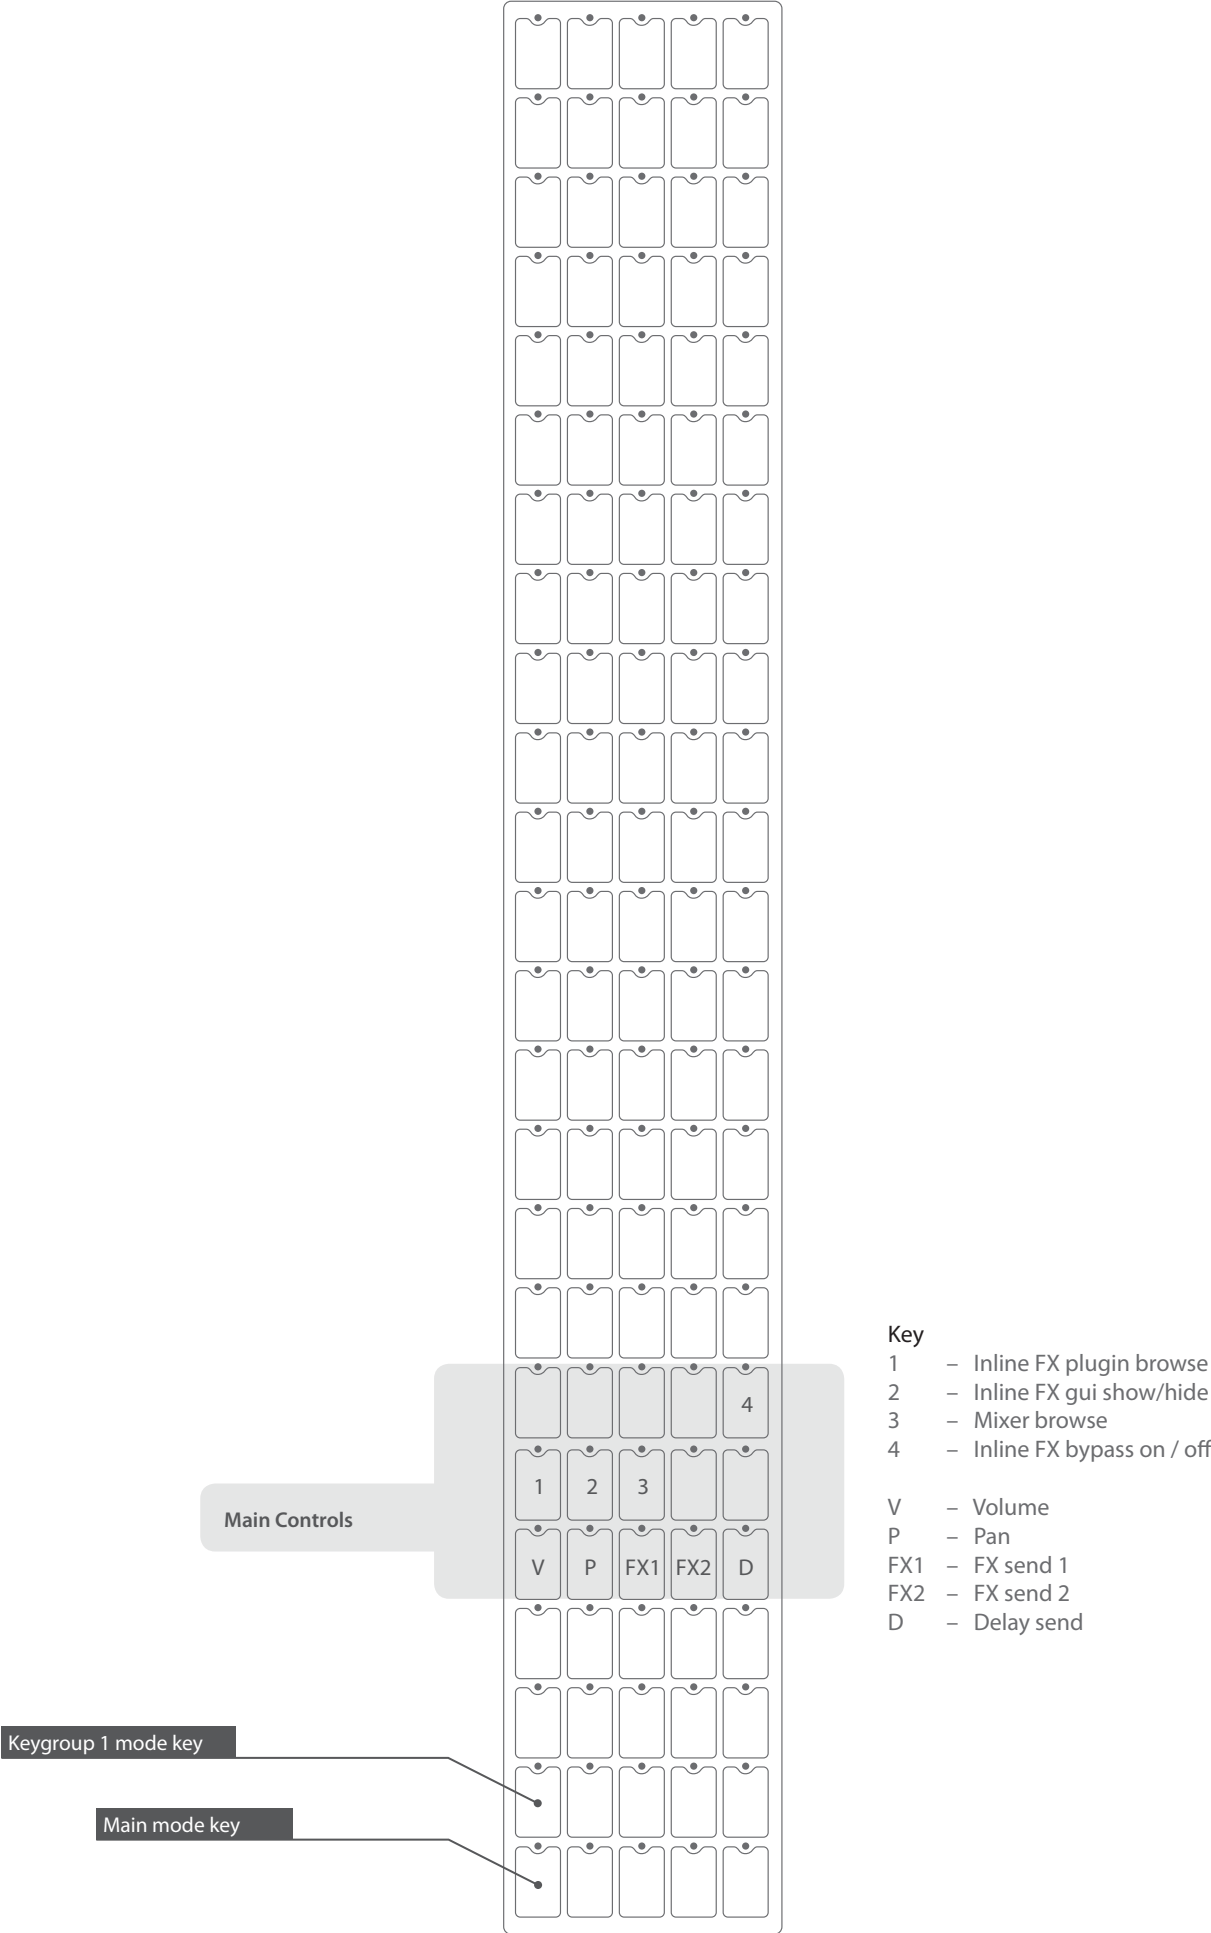 Key
1 – Inline FX plugin browse
2 – Inline FX gui show/hide
3 – Mixer browse
4 – Inline FX bypass on / off
V – Volume
P – Pan
FX1 – FX send 1
FX2 – FX send 2
D – Delay send
4
1 2 3
Main Controls
V P FX1 FX2 D
Keygroup 1 mode key
Main mode key